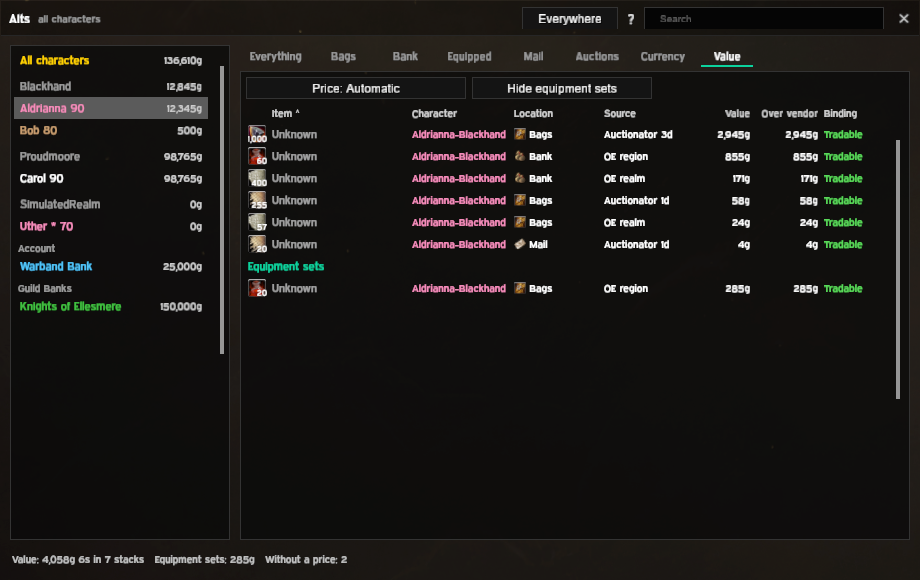 Alts all characters Everywhere ? Search
All characters 136,610g
Blackhand 12,845g
Aldrianna 90 12,345g
Bob 80 500g
Proudmoore 98,765g
Carol 90 98,765g
SimulatedRealm 0g
Uther * 70 0g
Account
Warband Bank 25,000g
Guild Banks
Knights of Ellesmere 150,000g
Everything Bags Bank Equipped Mail Auctions Currency Value
Price: Automatic Hide equipment sets
Item ^ Character Location Source Value Over vendor Binding
1,000 Unknown Aldrianna-Blackhand Bags Auctionator 3d 2,945g 2,945g Tradable
60 Unknown Aldrianna-Blackhand Bank OE region 855g 855g Tradable
400 Unknown Aldrianna-Blackhand Bank OE realm 171g 171g Tradable
255 Unknown Aldrianna-Blackhand Bags Auctionator 1d 58g 58g Tradable
57 Unknown Aldrianna-Blackhand Bags OE realm 24g 24g Tradable
20 Unknown Aldrianna-Blackhand Mail Auctionator 1d 4g 4g Tradable
Equipment sets
20 Unknown Aldrianna-Blackhand Bags OE region 285g 285g Tradable
Value: 4,058g 6s in 7 stacks Equipment sets: 285g Without a price: 2